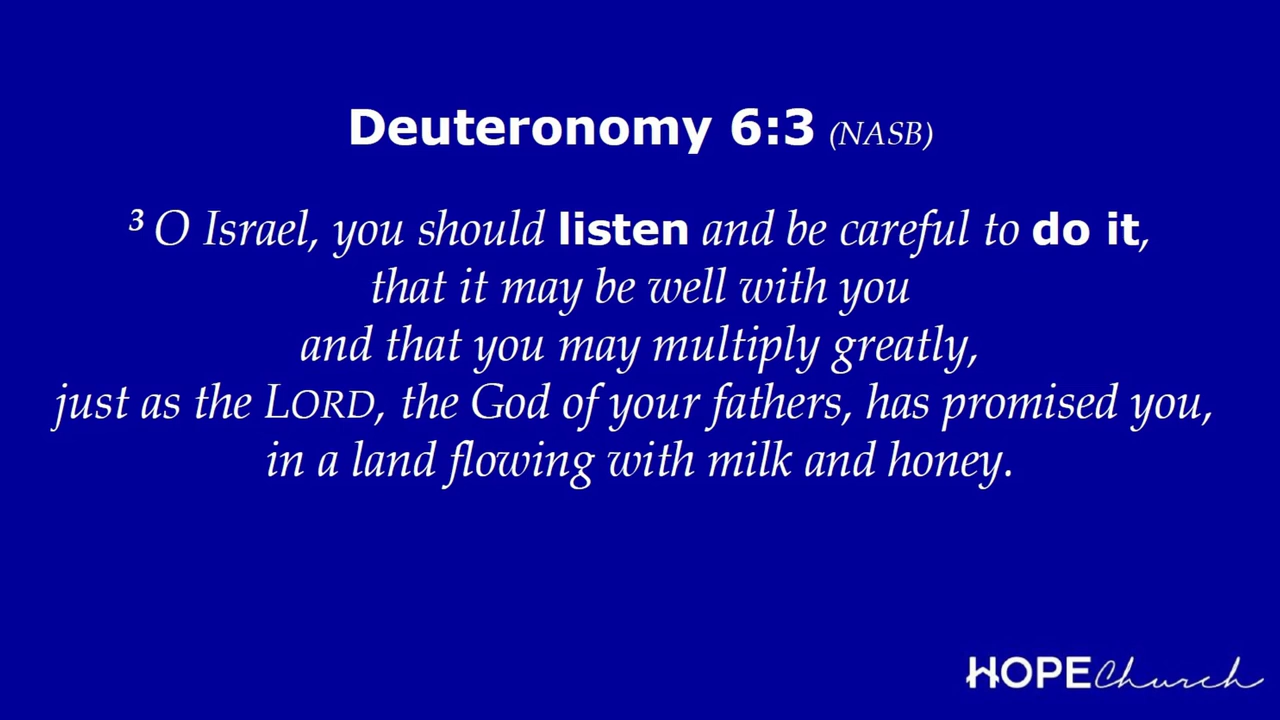 Deuteronomy 6:3 (NASB)
3 O Israel, you should listen and be careful to do it,
that it may be well with you
and that you may multiply greatly,
just as the LORD, the God of your fathers, has promised you,
in a land flowing with milk and honey.
HOPE Church